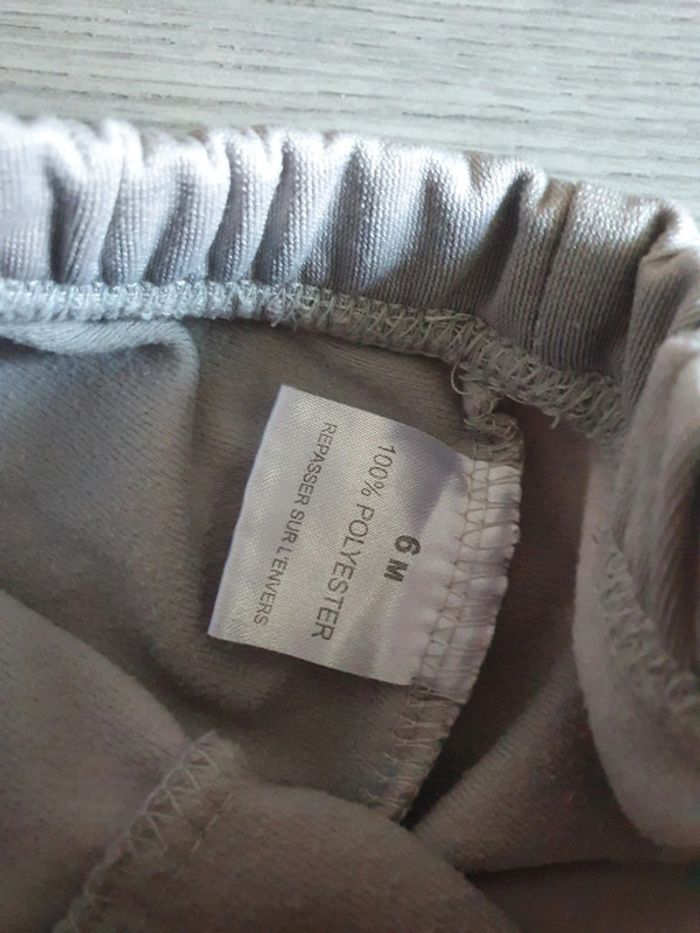 6 M
100% POLYESTER
REPASSER SUR L'ENVERS